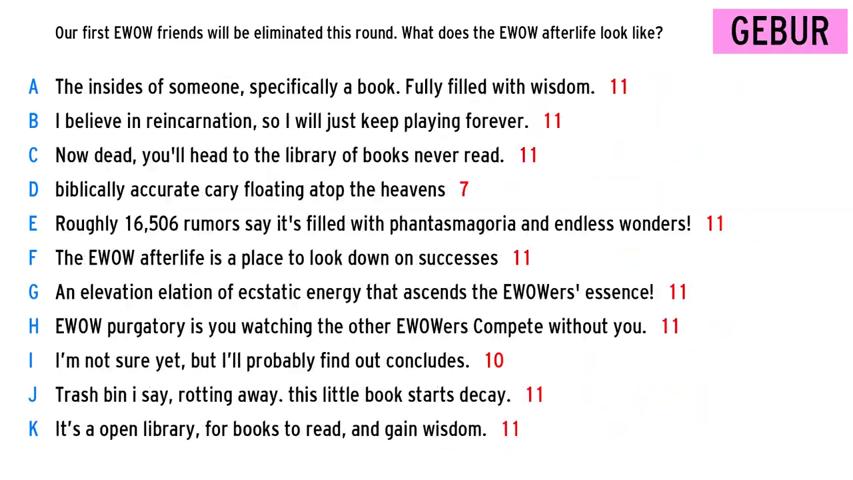 Our first EWOW friends will be eliminated this round. What does the EWOW afterlife look like?
GEBUR
A The insides of someone, specifically a book. Fully filled with wisdom. 11
B I believe in reincarnation, so I will just keep playing forever. 11
C Now dead, you'll head to the library of books never read. 11
D biblically accurate cary floating atop the heavens 7
E Roughly 16,506 rumors say it's filled with phantasmagoria and endless wonders! 11
F The EWOW afterlife is a place to look down on successes 11
G An elevation elation of ecstatic energy that ascends the EWOWers' essence! 11
H EWOW purgatory is you watching the other EWOWers Compete without you. 11
I I’m not sure yet, but I’ll probably find out concludes. 10
J Trash bin i say, rotting away. this little book starts decay. 11
K It’s a open library, for books to read, and gain wisdom. 11